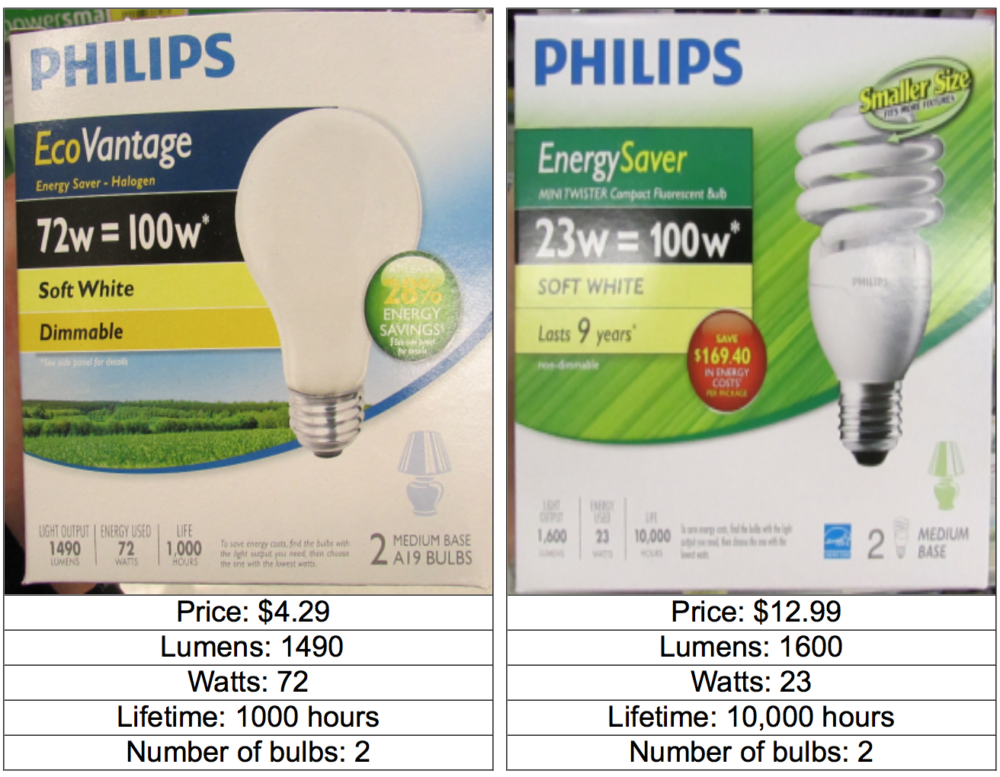 powersma
PHILIPS
EcoVantage
Energy Saver - Halogen
72w = 100w*
Soft White
Dimmable
*See side panel for details
AT LEAST
28%
ENERGY
SAVINGS
See side panel
for details
LIGHT OUTPUT
1490
LUMENS
ENERGY USED
72
WATTS
LIFE
1,000
HOURS
To save energy costs, find the bulbs with
the light output you need, then choose
the one with the lowest watts.
2 MEDIUM BASE
A19 BULBS
Price: $4.29
Lumens: 1490
Watts: 72
Lifetime: 1000 hours
Number of bulbs: 2
PHILIPS
Smaller Size
FITS MORE FIXTURES
EnergySaver
MINI TWISTER Compact Fluorescent Bulb
23w = 100w*
SOFT WHITE
Lasts 9 years*
non-dimmable
SAVE
$169.40
IN ENERGY
COSTS*
PER PACKAGE
PHILIPS
LIGHT
OUTPUT
1,600
LUMENS
ENERGY
USED
23
WATTS
LIFE
10,000
HOURS
To save energy costs, find the bulbs with the light
output you need, then choose the one with the
lowest watts.
2 MEDIUM
BASE
Price: $12.99
Lumens: 1600
Watts: 23
Lifetime: 10,000 hours
Number of bulbs: 2